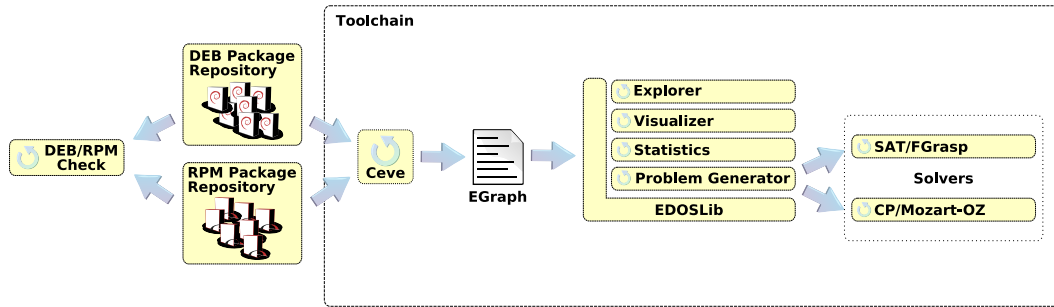 Toolchain
DEB Package
Repository
DEB/RPM
Check
RPM Package
Repository
Ceve
EGraph
Explorer
Visualizer
Statistics
Problem Generator
EDOSLib
SAT/FGrasp
Solvers
CP/Mozart-OZ